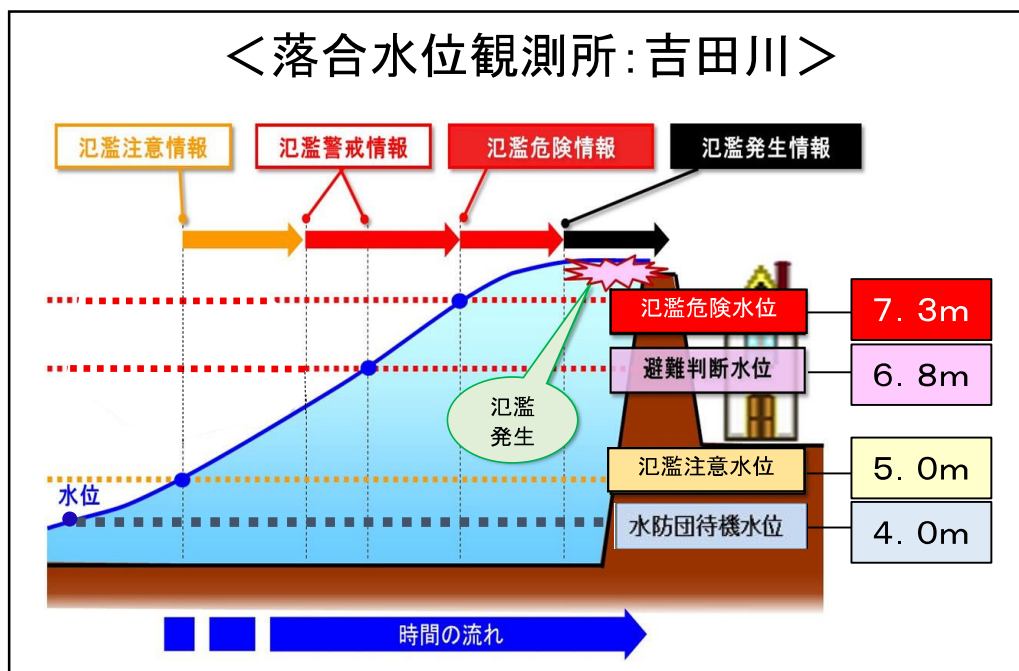 ＜落合水位観測所：吉田川＞
氾濫注意情報
氾濫警戒情報
氾濫危険情報
氾濫発生情報
氾濫危険水位
7．3m
避難判断水位
6．8m
氾濫
発生
氾濫注意水位
5．0m
水位
水防団待機水位
4．0m
時間の流れ